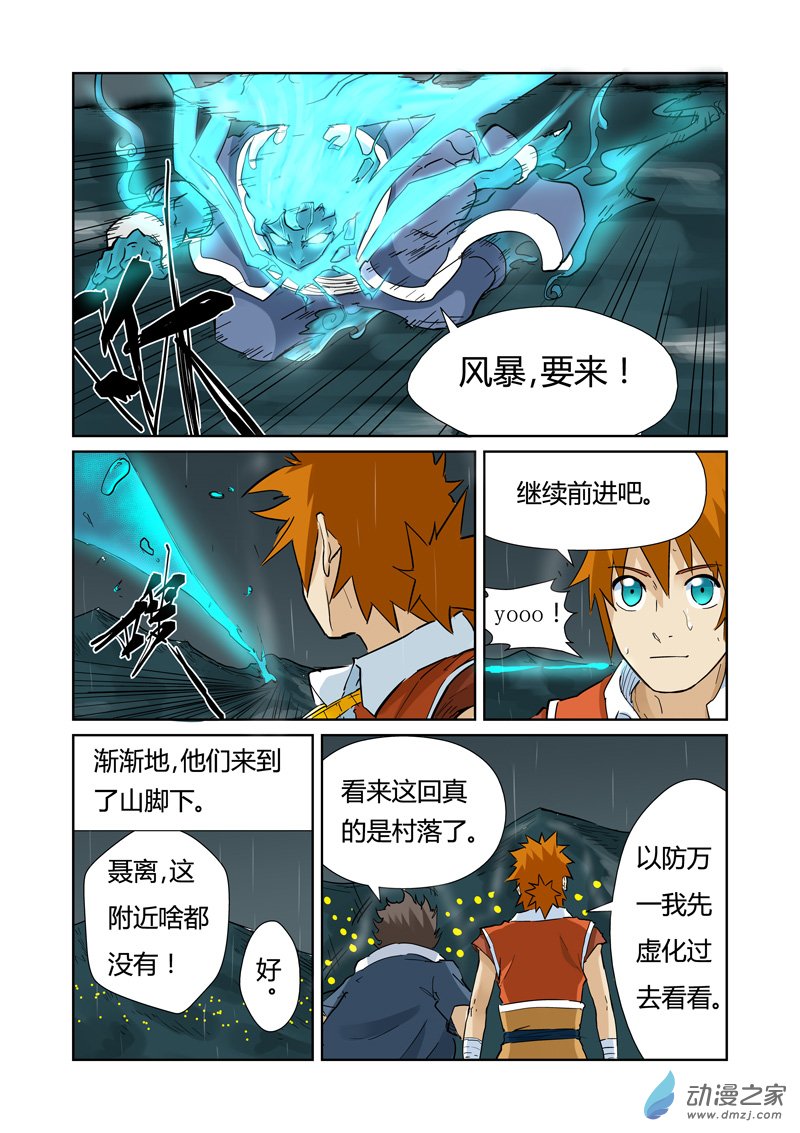 风暴，要来！
继续前进吧。
yooo！
渐渐地，他们来到
了山脚下。
聂离，这
附近啥都
没有！
好。
看来这回真
的是村落了。
以防万
一我先
虚化过
去看看。
动漫之家
www.dmzj.com